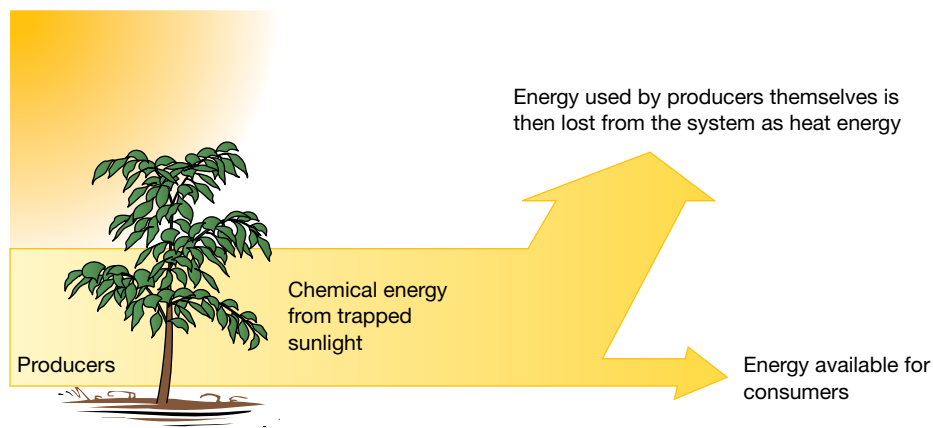 Energy used by producers themselves is
then lost from the system as heat energy
Chemical energy
from trapped
sunlight
Producers
Energy available for
consumers